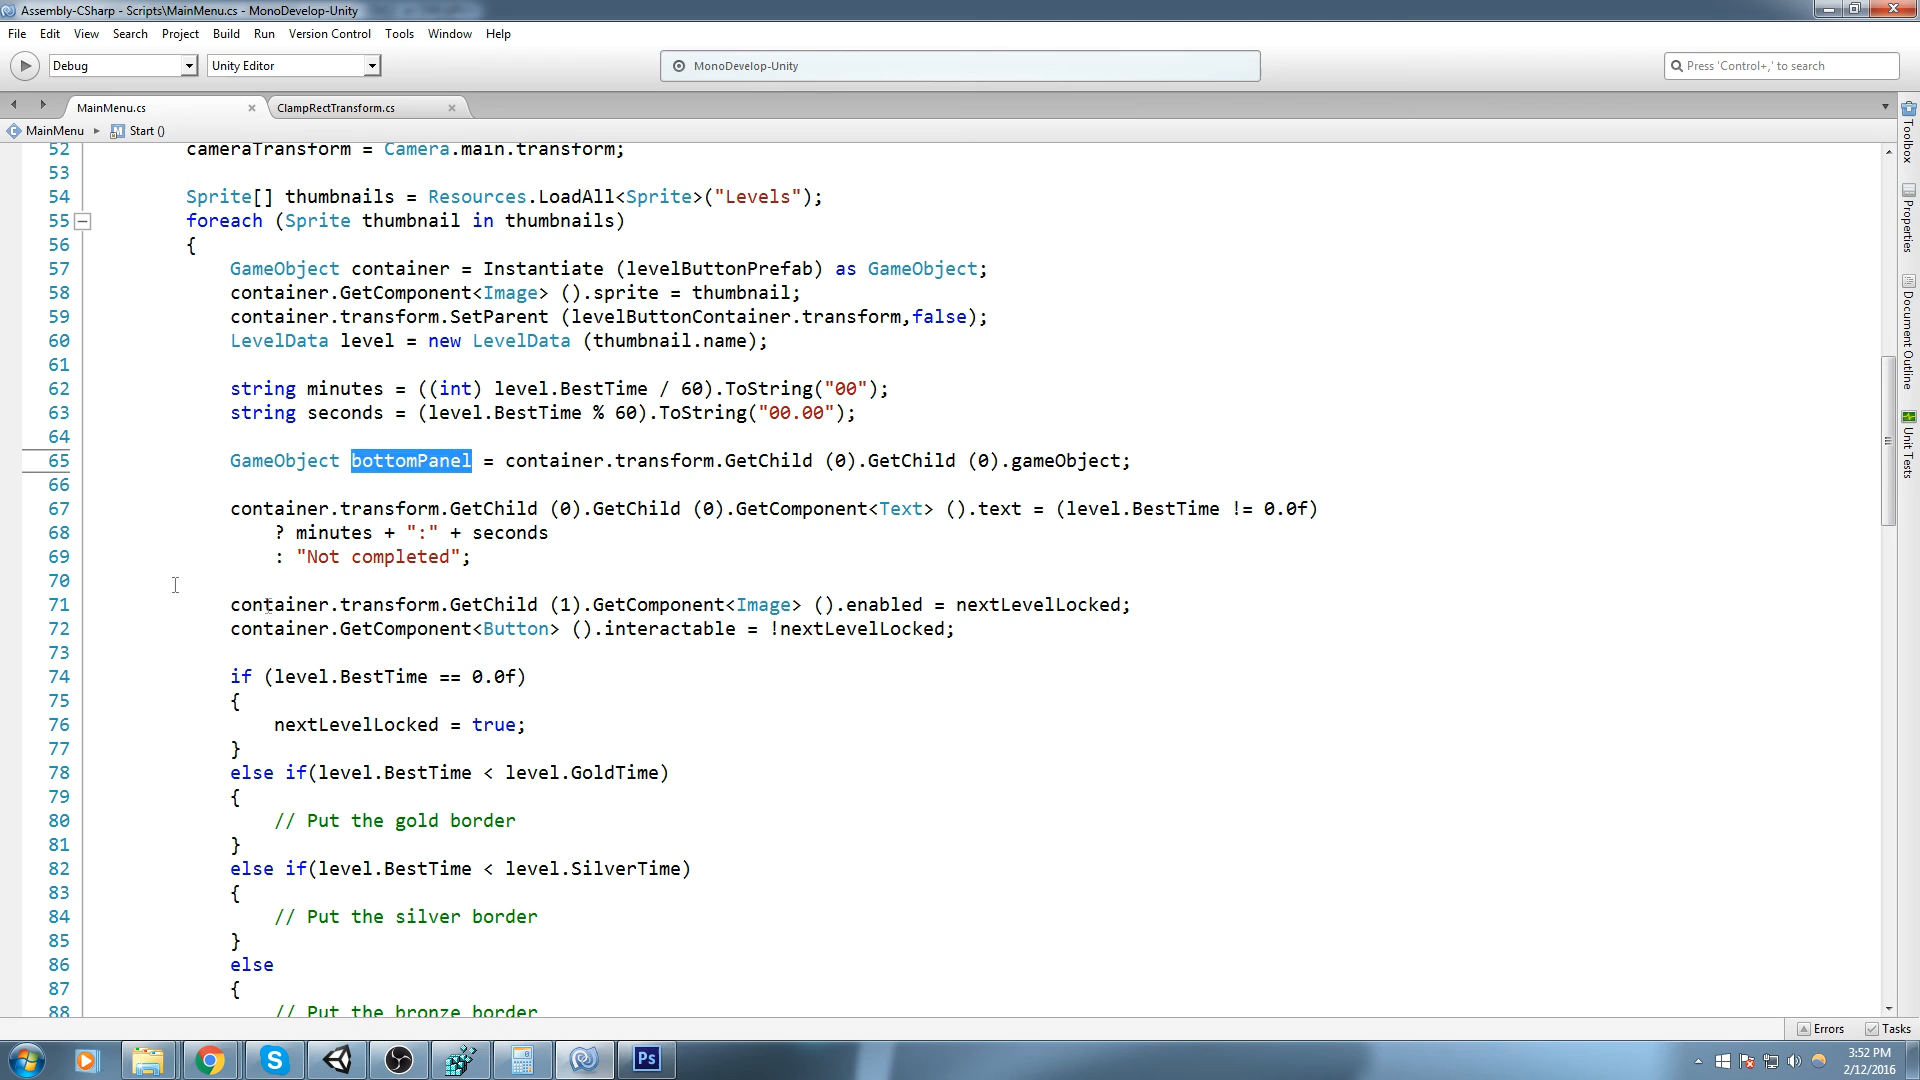 Assembly-CSharp - Scripts\MainMenu.cs - MonoDevelop-Unity
File Edit View Search Project Build Run Version Control Tools Window Help
Debug Unity Editor MonoDevelop-Unity Press 'Control+,' to search
MainMenu.cs ClampRectTransform.cs
MainMenu Start ()
52 cameraTransform = Camera.main.transform;
53
54 Sprite[] thumbnails = Resources.LoadAll<Sprite>("Levels");
55 foreach (Sprite thumbnail in thumbnails)
56 {
57 GameObject container = Instantiate (levelButtonPrefab) as GameObject;
58 container.GetComponent<Image> ().sprite = thumbnail;
59 container.transform.SetParent (levelButtonContainer.transform,false);
60 LevelData level = new LevelData (thumbnail.name);
61
62 string minutes = ((int) level.BestTime / 60).ToString("00");
63 string seconds = (level.BestTime % 60).ToString("00.00");
64
65 GameObject bottomPanel = container.transform.GetChild (0).GetChild (0).gameObject;
66
67 container.transform.GetChild (0).GetChild (0).GetComponent<Text> ().text = (level.BestTime != 0.0f)
68 ? minutes + ":" + seconds
69 : "Not completed";
70
71 container.transform.GetChild (1).GetComponent<Image> ().enabled = nextLevelLocked;
72 container.GetComponent<Button> ().interactable = !nextLevelLocked;
73
74 if (level.BestTime == 0.0f)
75 {
76 nextLevelLocked = true;
77 }
78 else if(level.BestTime < level.GoldTime)
79 {
80 // Put the gold border
81 }
82 else if(level.BestTime < level.SilverTime)
83 {
84 // Put the silver border
85 }
86 else
87 {
88 // Put the bronze border
Toolbox
Properties
Document Outline
Unit Tests
Errors Tasks
Ps
3:52 PM
2/12/2016